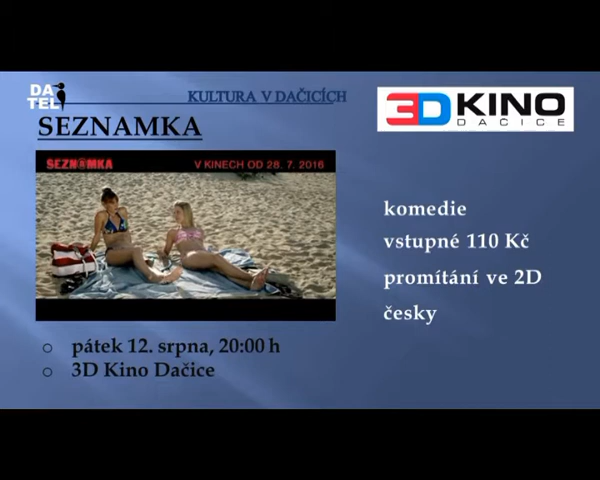 DA
TEL
KULTURA V DAČICÍCH
3D KINO
DACICE
SEZNAMKA
SEZN@MKA V KINECH OD 28. 7. 2016
komedie
vstupné 110 Kč
promítání ve 2D
česky
o pátek 12. srpna, 20:00 h
o 3D Kino Dačice